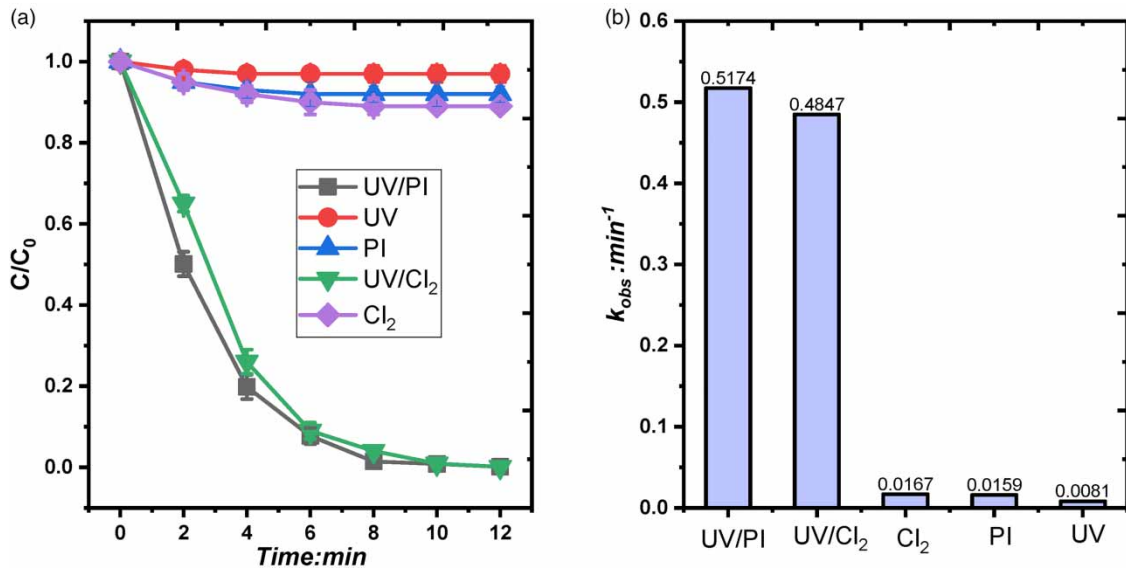 (a)
1.0
0.8
0.6
0.4
0.2
0.0
C/C₀
UV/PI
UV
PI
UV/Cl₂
Cl₂
0 2 4 6 8 10 12
Time:min
(b)
0.6
0.5
0.4
0.3
0.2
0.1
0.0
k_obs:min⁻¹
0.5174
0.4847
0.0167
0.0159
0.0081
UV/PI UV/Cl₂ Cl₂ PI UV